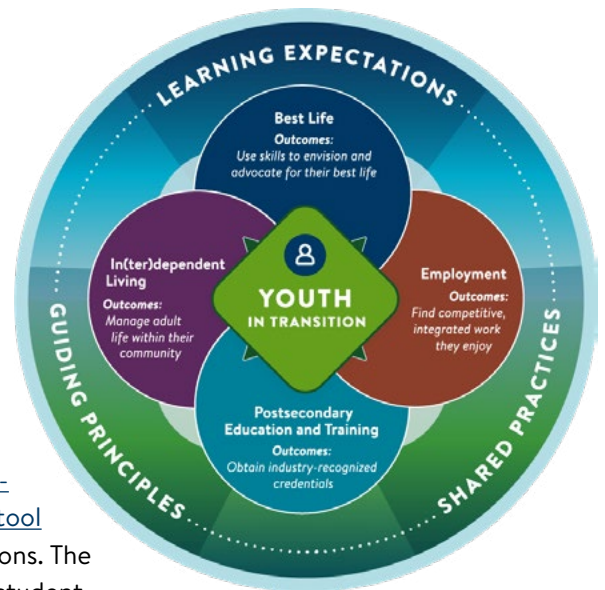 LEARNING EXPECTATIONS
Best Life
Outcomes:
Use skills to envision and
advocate for their best life
In(ter)dependent
Living
Outcomes:
Manage adult
life within their
community
YOUTH
IN TRANSITION
Employment
Outcomes:
Find competitive,
integrated work
they enjoy
Postsecondary
Education and Training
Outcomes:
Obtain industry-recognized
credentials
GUIDING PRINCIPLES
SHARED PRACTICES
-
tool
ons. The
student